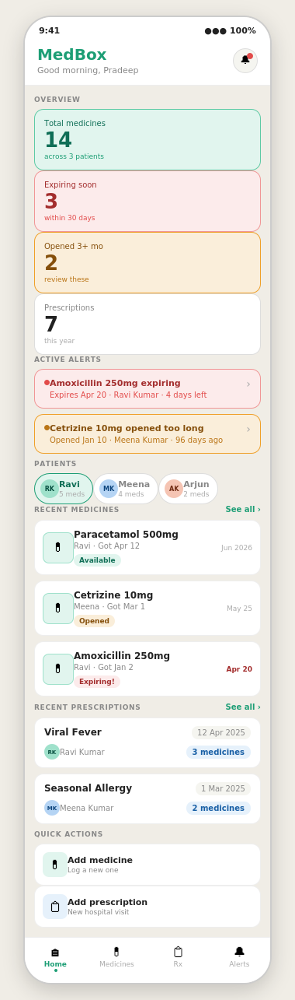 9:41 ●●● 100%
MedBox
Good morning, Pradeep
OVERVIEW
Total medicines
14
across 3 patients
Expiring soon
3
within 30 days
Opened 3+ mo
2
review these
Prescriptions
7
this year
ACTIVE ALERTS
Amoxicillin 250mg expiring ›
Expires Apr 20 · Ravi Kumar · 4 days left
Cetrizine 10mg opened too long ›
Opened Jan 10 · Meena Kumar · 96 days ago
PATIENTS
RK Ravi MK Meena AK Arjun
5 meds 4 meds 2 meds
RECENT MEDICINES See all ›
Paracetamol 500mg
Ravi · Got Apr 12 Jun 2026
Available
Cetrizine 10mg
Meena · Got Mar 1 May 25
Opened
Amoxicillin 250mg
Ravi · Got Jan 2 Apr 20
Expiring!
RECENT PRESCRIPTIONS See all ›
Viral Fever 12 Apr 2025
RK Ravi Kumar 3 medicines
Seasonal Allergy 1 Mar 2025
MK Meena Kumar 2 medicines
QUICK ACTIONS
Add medicine
Log a new one
Add prescription
New hospital visit
Home Medicines Rx Alerts